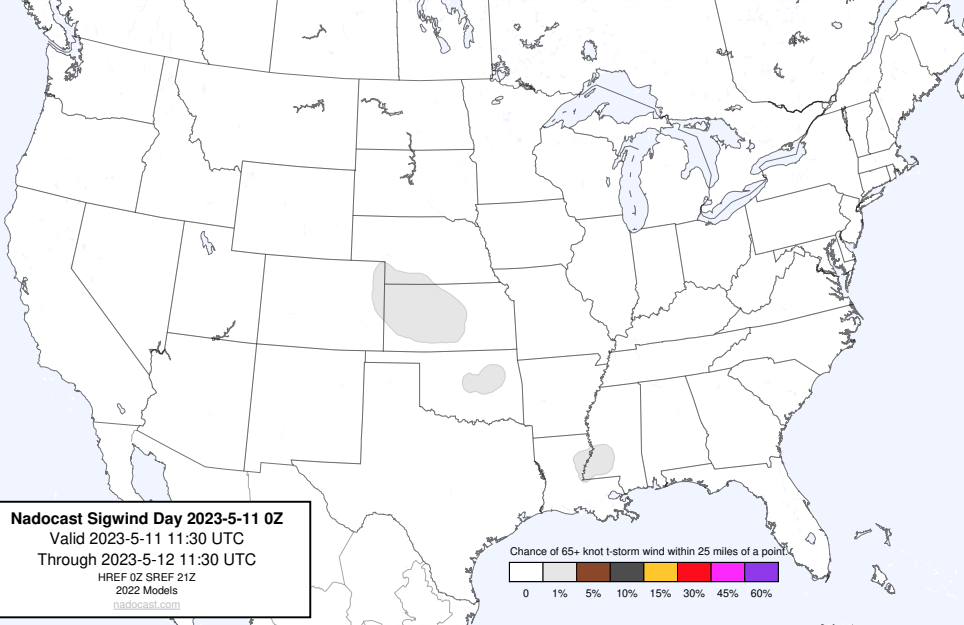 Nadocast Sigwind Day 2023-5-11 0Z
Valid 2023-5-11 11:30 UTC
Through 2023-5-12 11:30 UTC
HREF 0Z SREF 21Z
2022 Models
nadocast.com
Chance of 65+ knot t-storm wind within 25 miles of a point.
0 1% 5% 10% 15% 30% 45% 60%